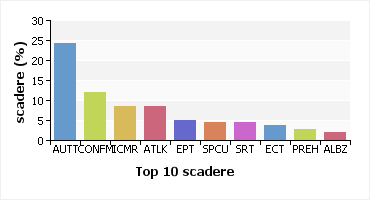 30
25
20
15
10
5
0
scadere (%)
AUTT CONFM ICMR ATLK EPT SPCU SRT ECT PREH ALBZ
Top 10 scadere